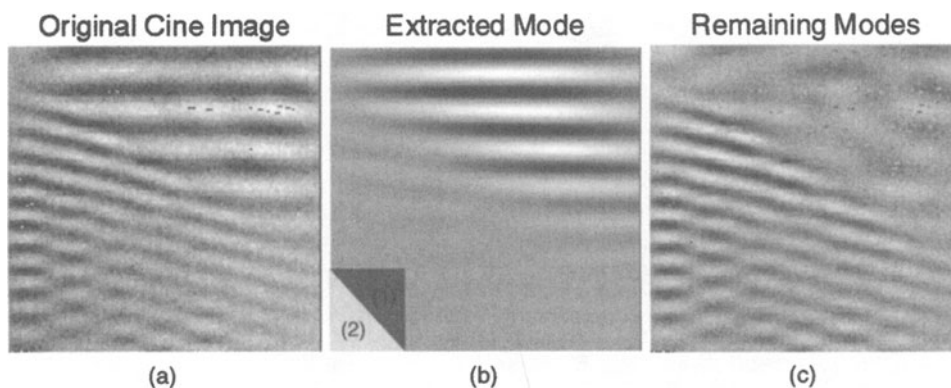 Original Cine Image
Extracted Mode
Remaining Modes
(1)
(2)
(a)
(b)
(c)